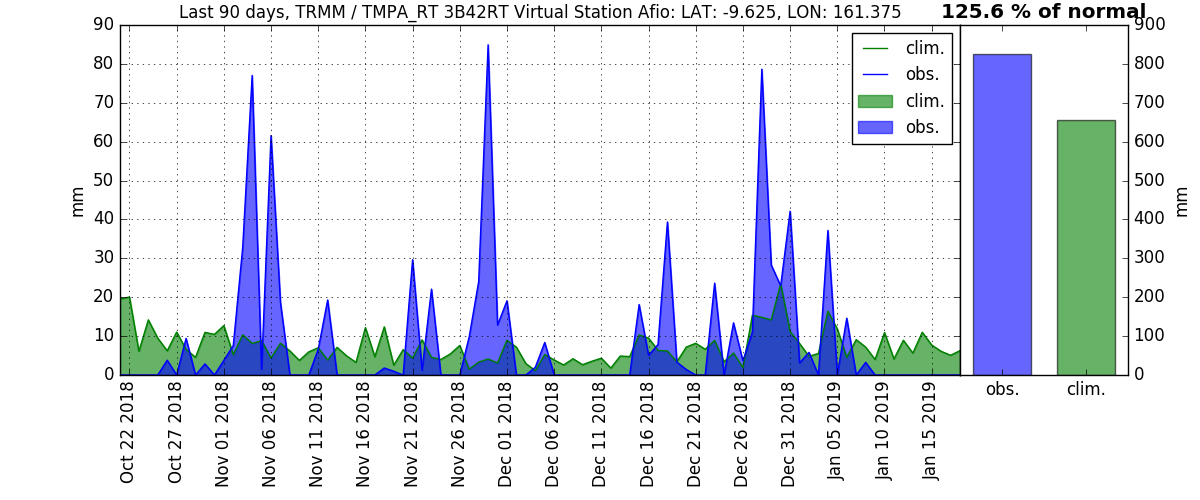 Last 90 days, TRMM / TMPA_RT 3B42RT Virtual Station Afio: LAT: -9.625, LON: 161.375
125.6 % of normal
90
80
70
60
50
40
30
20
10
0
mm
clim.
obs.
clim.
obs.
900
800
700
600
500
400
300
200
100
0
mm
Oct 22 2018
Oct 27 2018
Nov 01 2018
Nov 06 2018
Nov 11 2018
Nov 16 2018
Nov 21 2018
Nov 26 2018
Dec 01 2018
Dec 06 2018
Dec 11 2018
Dec 16 2018
Dec 21 2018
Dec 26 2018
Dec 31 2018
Jan 05 2019
Jan 10 2019
Jan 15 2019
obs.
clim.